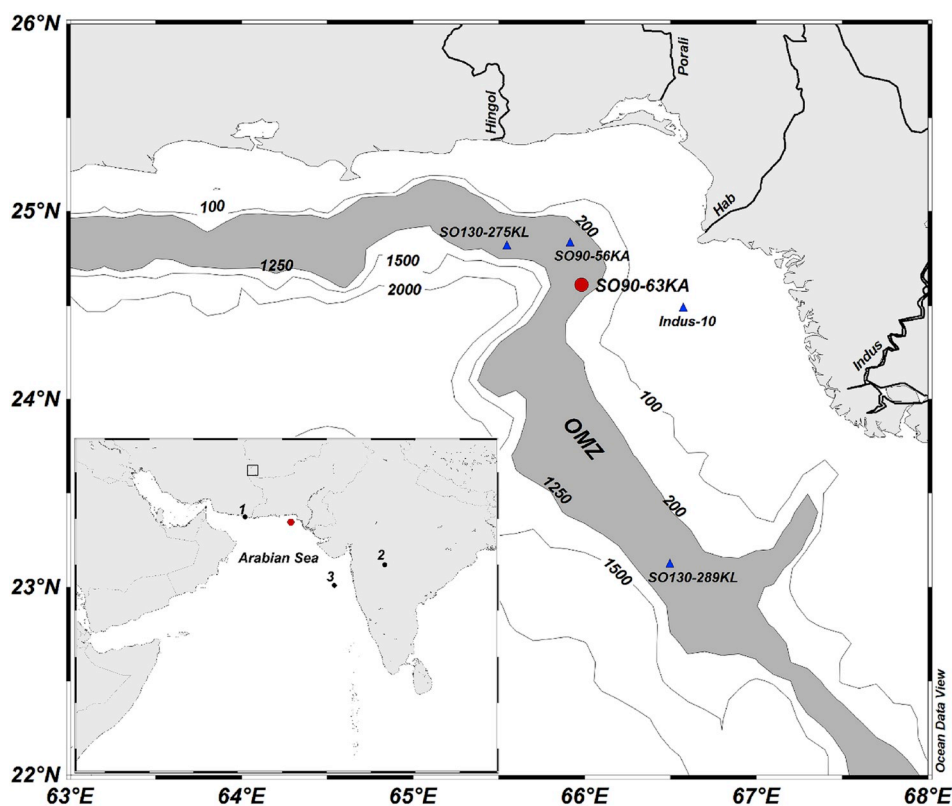 26°N
Hingol
Porali
Hab
25°N
100
200
SO130-275KL
SO90-56KA
1250
1500
2000
SO90-63KA
Indus-10
Indus
24°N
100
OMZ
1250
200
1500
SO130-289KL
1
2
3
Arabian Sea
23°N
22°N
63°E
64°E
65°E
66°E
67°E
68°E
Ocean Data View